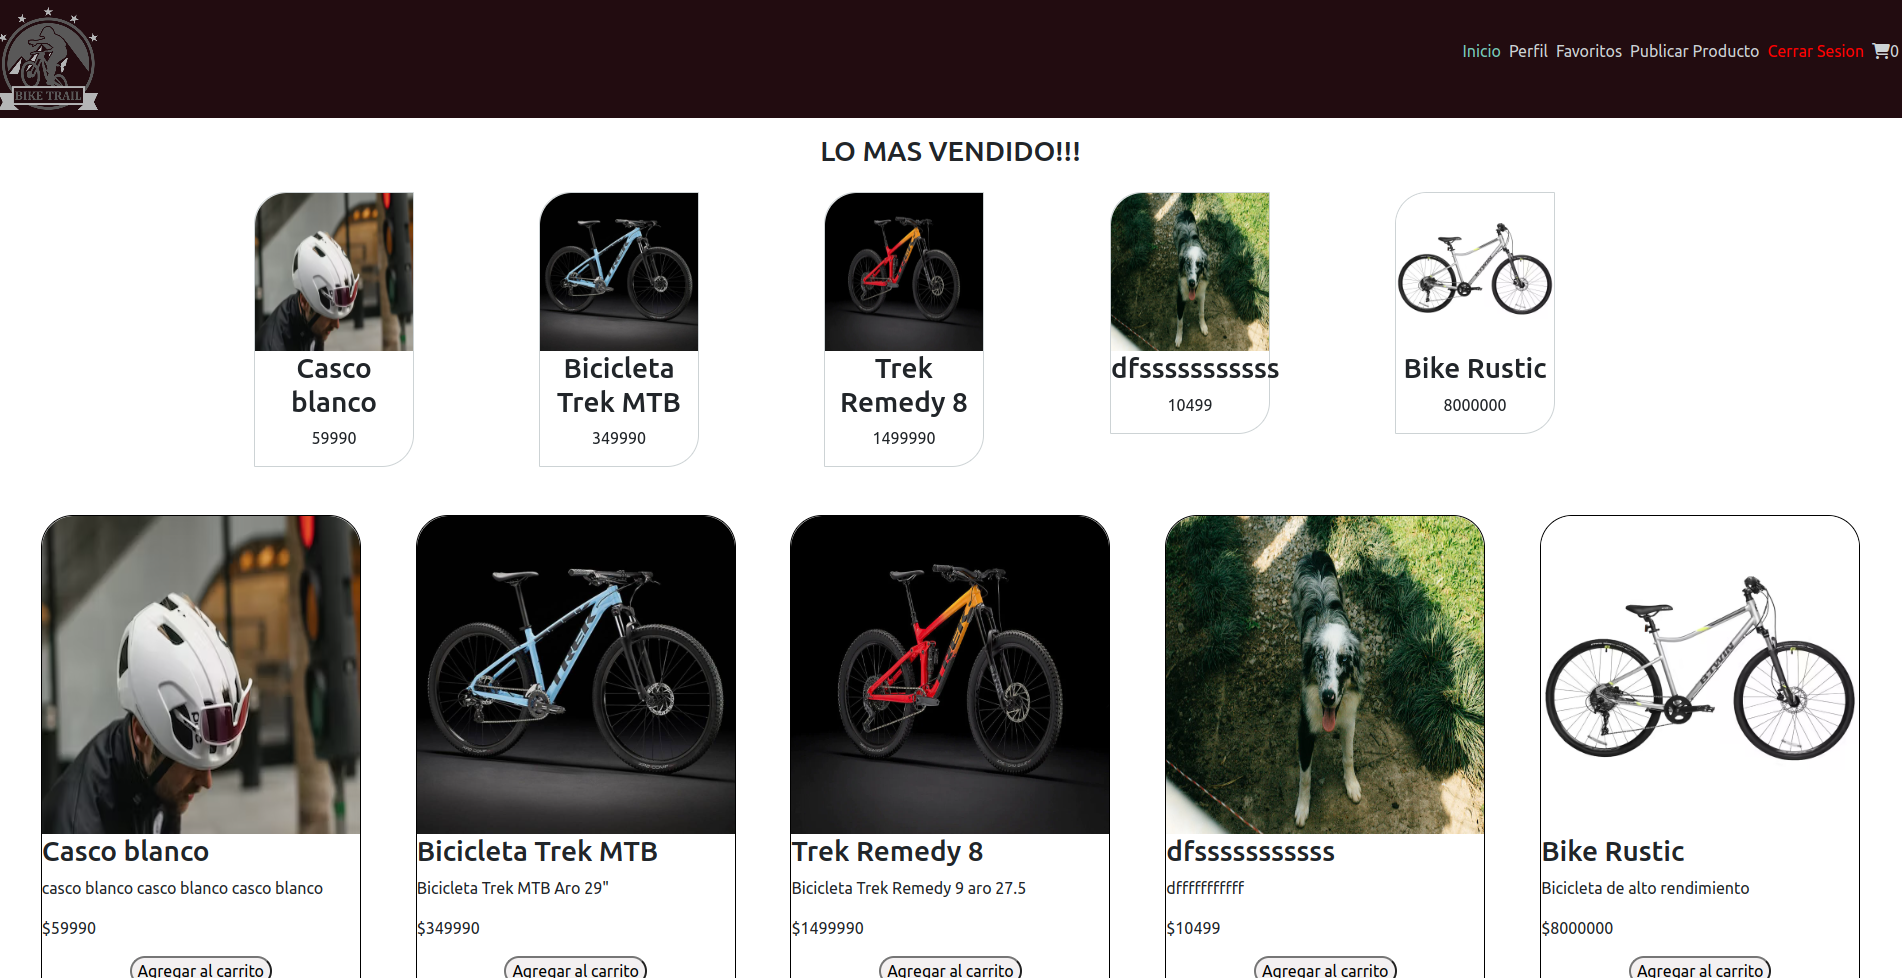 BIKE TRAIL
Inicio Perfil Favoritos Publicar Producto Cerrar Sesion 0
LO MAS VENDIDO!!!
Casco
blanco
59990
Bicicleta
Trek MTB
349990
Trek
Remedy 8
1499990
dfsssssssssss
10499
Bike Rustic
8000000
TREK
Casco blanco
casco blanco casco blanco casco blanco
$59990
Agregar al carrito
TREK
Bicicleta Trek MTB
Bicicleta Trek MTB Aro 29"
$349990
Agregar al carrito
TREK
Trek Remedy 8
Bicicleta Trek Remedy 9 aro 27.5
$1499990
Agregar al carrito
dfsssssssssss
dfffffffffff
$10499
Agregar al carrito
BTWIN
Bike Rustic
Bicicleta de alto rendimiento
$8000000
Agregar al carrito